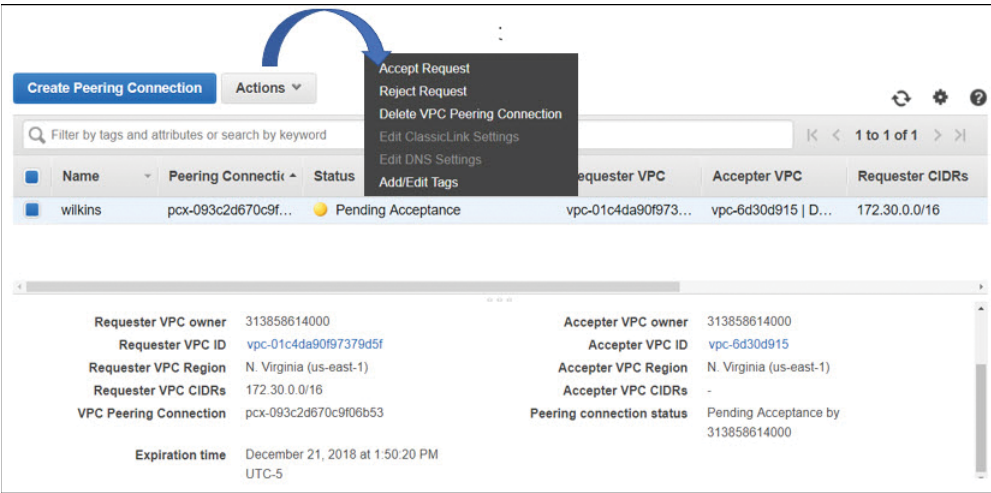 Create Peering Connection
Actions
Accept Request
Reject Request
Delete VPC Peering Connection
Edit ClassicLink Settings
Edit DNS Settings
Add/Edit Tags
Filter by tags and attributes or search by keyword
1 to 1 of 1
Name Peering Connectic Status equester VPC Accepter VPC Requester CIDRs
wilkins pcx-093c2d670c9f... Pending Acceptance vpc-01c4da90f973... vpc-6d30d915 | D... 172.30.0.0/16
Requester VPC owner 313858614000
Requester VPC ID vpc-01c4da90f97379d5f
Requester VPC Region N. Virginia (us-east-1)
Requester VPC CIDRs 172.30.0.0/16
VPC Peering Connection pcx-093c2d670c9f06b53
Expiration time December 21, 2018 at 1:50:20 PM
UTC-5
Accepter VPC owner 313858614000
Accepter VPC ID vpc-6d30d915
Accepter VPC Region N. Virginia (us-east-1)
Accepter VPC CIDRs -
Peering connection status Pending Acceptance by
313858614000